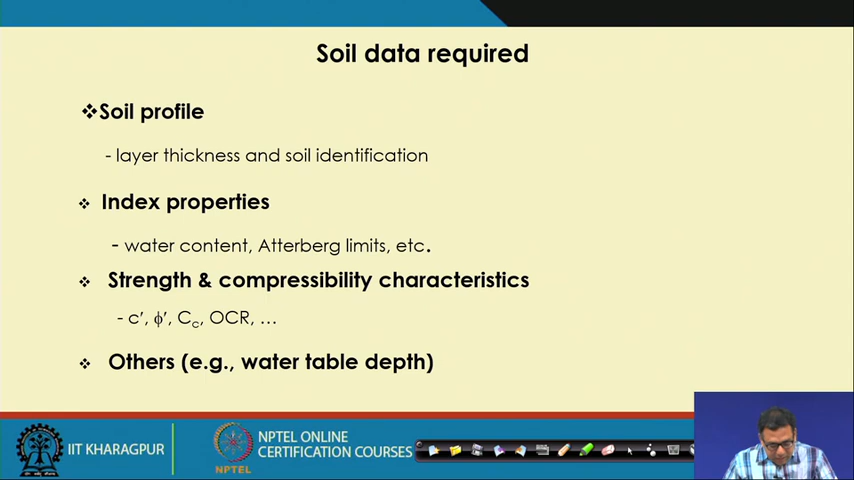 Soil data required
❖Soil profile
- layer thickness and soil identification
❖ Index properties
- water content, Atterberg limits, etc.
❖ Strength & compressibility characteristics
- c′, ϕ′, Cc, OCR, …
❖ Others (e.g., water table depth)
IIT KHARAGPUR
NPTEL
NPTEL ONLINE
CERTIFICATION COURSES